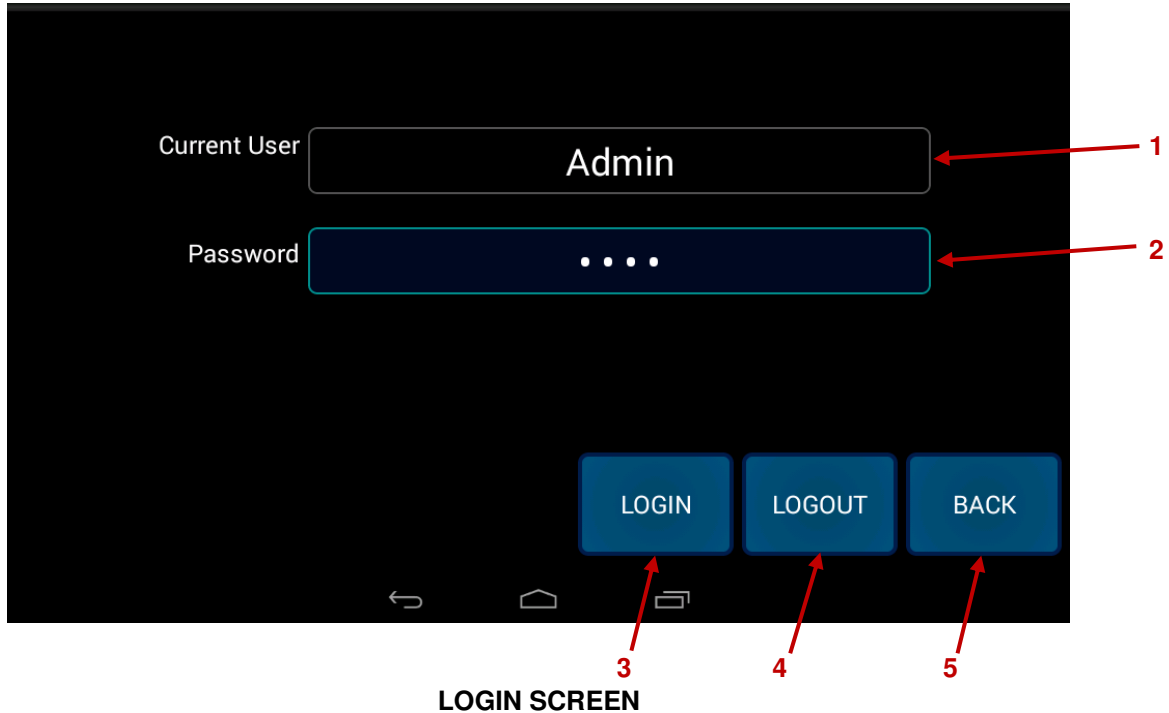 Current User
Admin
1
Password
••••
2
LOGIN
LOGOUT
BACK
3
4
5
LOGIN SCREEN